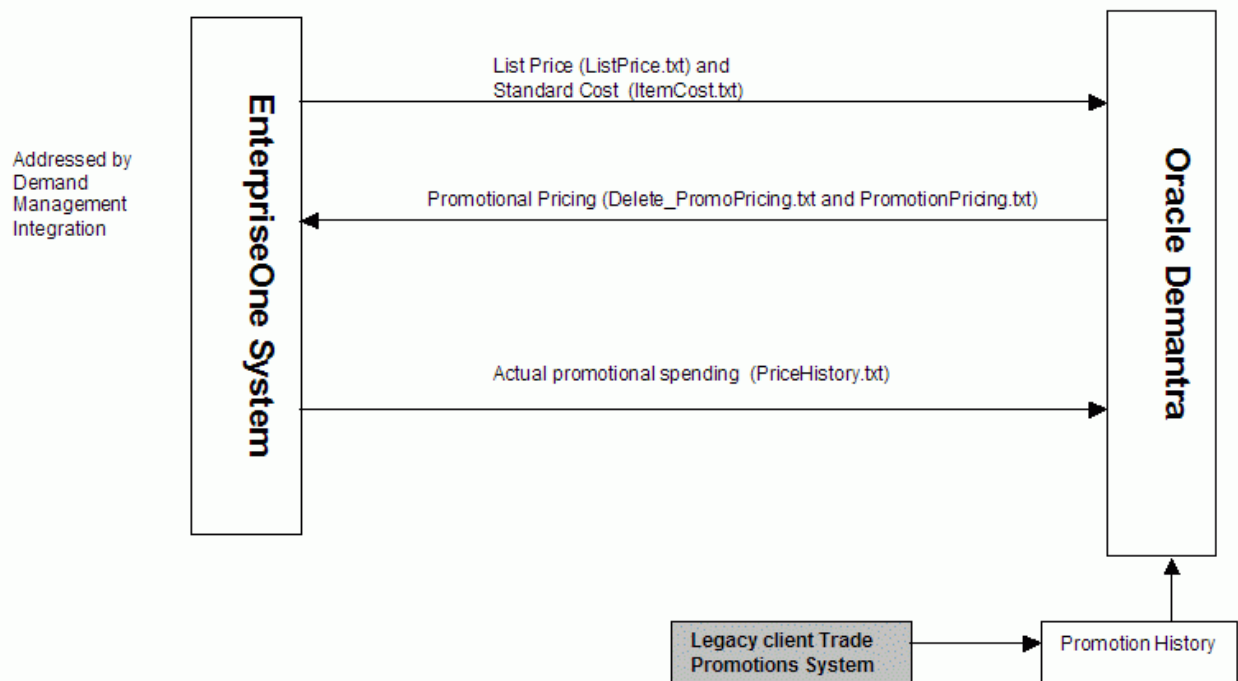 List Price (ListPrice.txt) and
Standard Cost (ItemCost.txt)
EnterpriseOne System
Oracle Demantra
Addressed by
Demand
Management
Integration
Promotional Pricing (Delete_PromoPricing.txt and PromotionPricing.txt)
Actual promotional spending (PriceHistory.txt)
Legacy client Trade
Promotions System
Promotion History